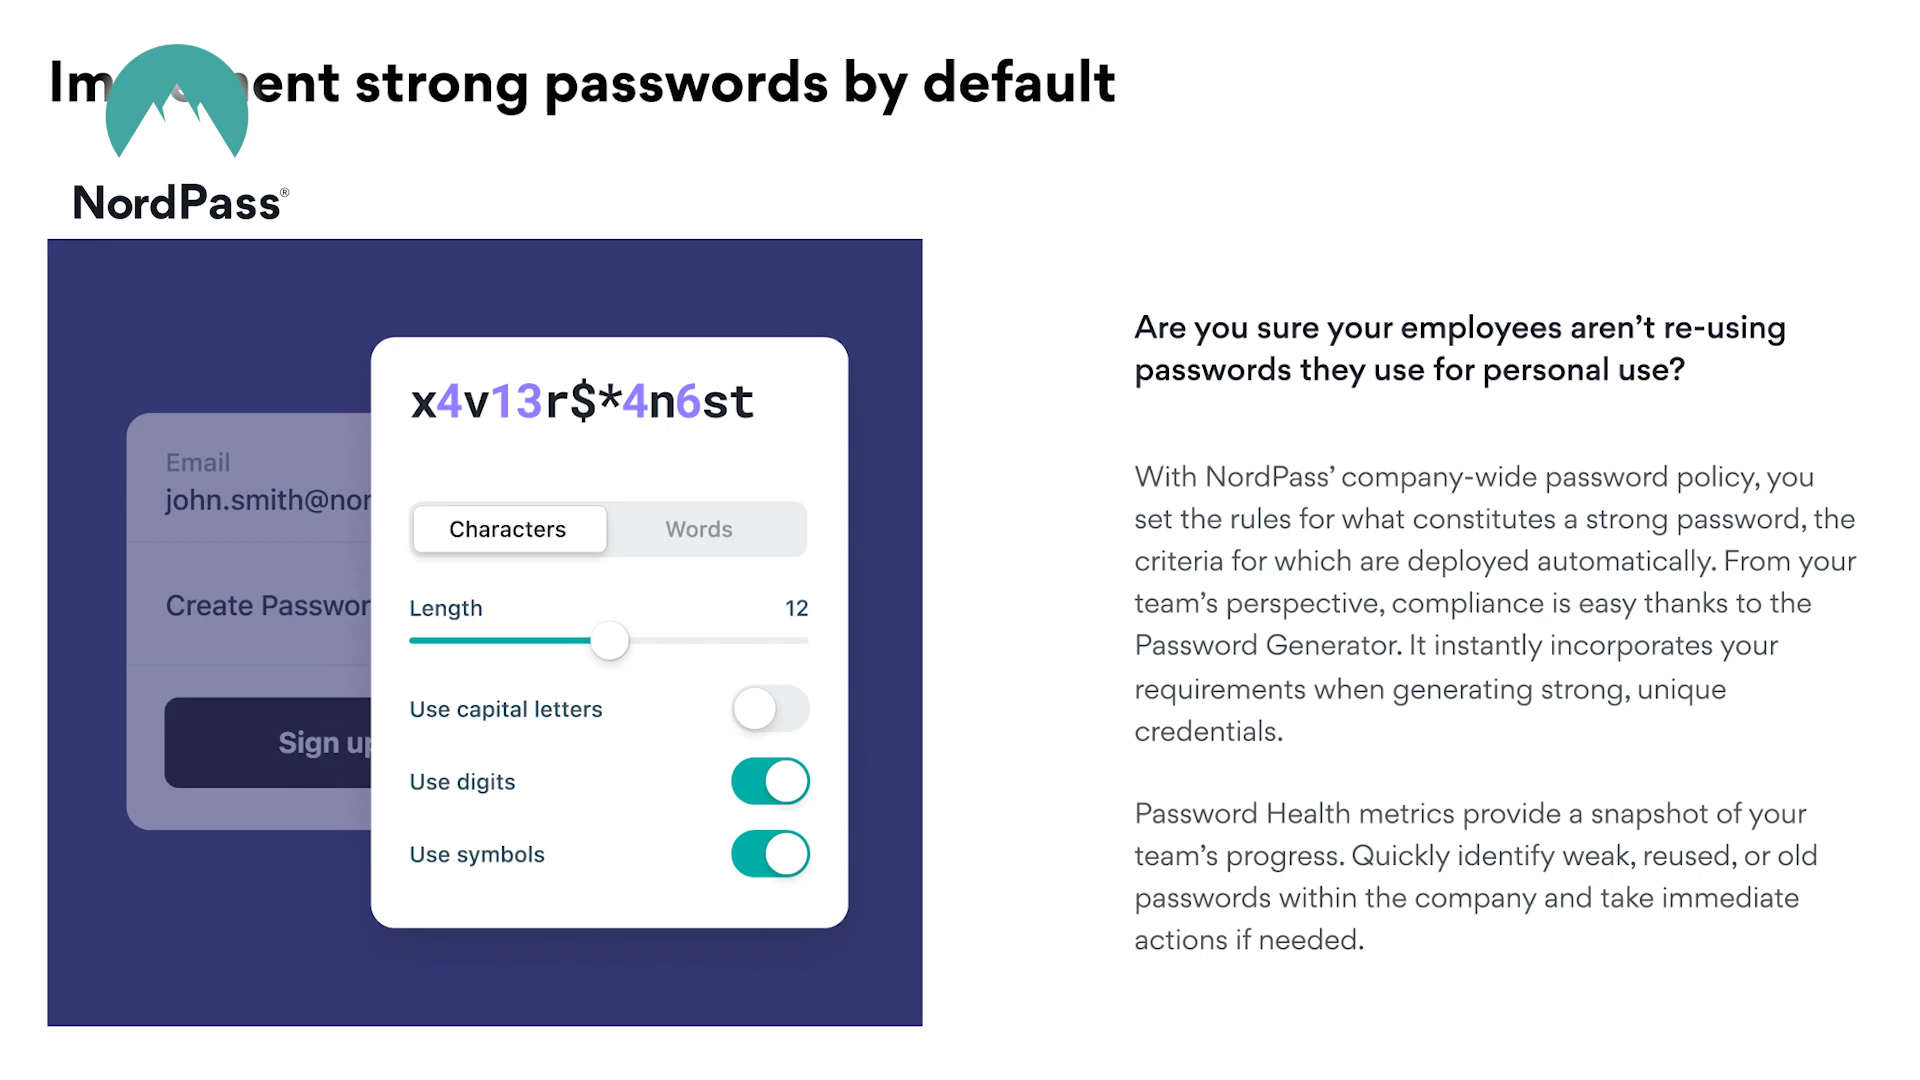 ent strong passwords by default
NordPass®
x4v13r$*4n6st
Email
john.smith@nor
Characters
Words
Length
12
Create Passwor
Use capital letters
Sign up
Use digits
Use symbols
Are you sure your employees aren’t re-using
passwords they use for personal use?
With NordPass’ company-wide password policy, you
set the rules for what constitutes a strong password, the
criteria for which are deployed automatically. From your
team’s perspective, compliance is easy thanks to the
Password Generator. It instantly incorporates your
requirements when generating strong, unique
credentials.
Password Health metrics provide a snapshot of your
team’s progress. Quickly identify weak, reused, or old
passwords within the company and take immediate
actions if needed.